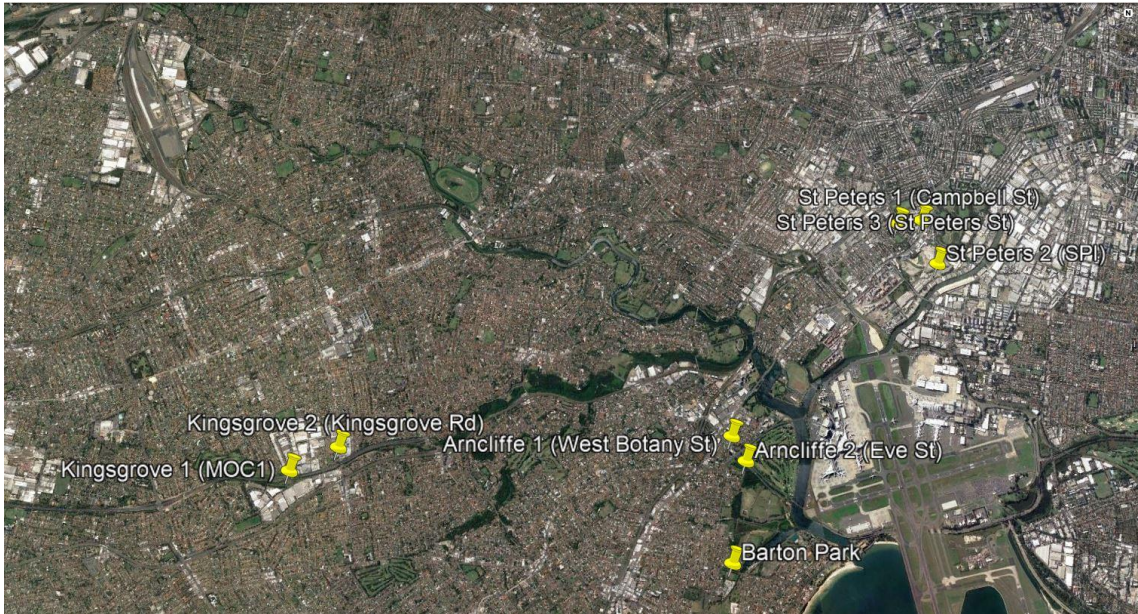 N
St Peters 1 (Campbell St)
St Peters 3 (St Peters St)
St Peters 2 (SPI)
Kingsgrove 2 (Kingsgrove Rd)
Arncliffe 1 (West Botany St)
Arncliffe 2 (Eve St)
Kingsgrove 1 (MOC1)
Barton Park